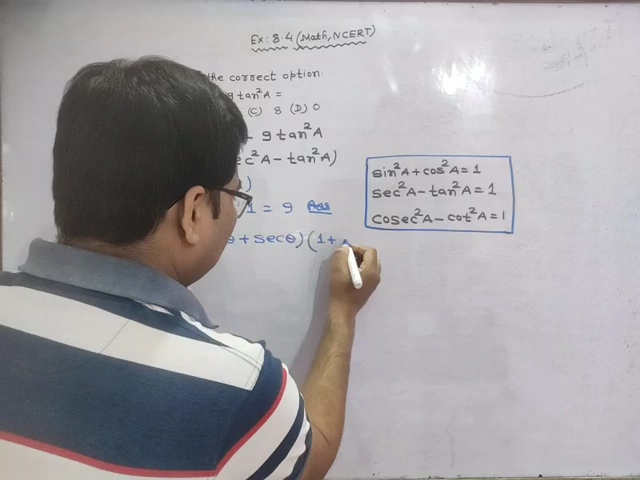 Ex: 8.4 (Math, NCERT)
the correct option.
9 tan²A =
(C) 8 (D) 0
- 9 tan²A
sec²A - tan²A)
)
1 = 9 Ans
θ + secθ) (1 +
sin²A + cos²A = 1
sec²A - tan²A = 1
cosec²A - cot²A = 1